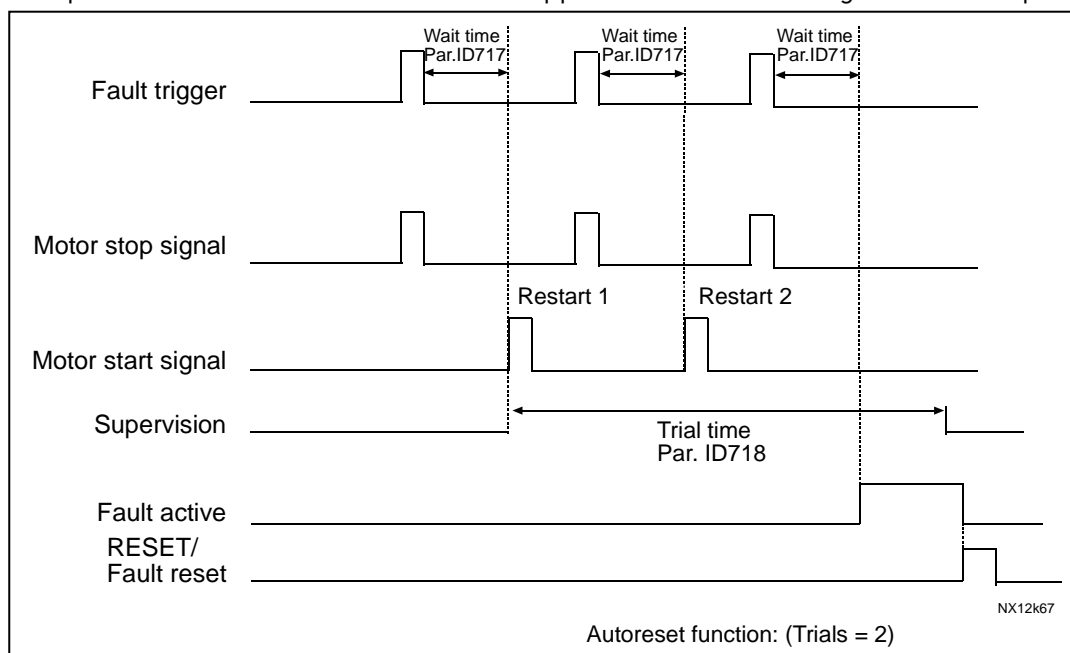 Wait time Wait time Wait time
Par.ID717 Par.ID717 Par.ID717
Fault trigger
Motor stop signal
Restart 1 Restart 2
Motor start signal
Supervision
Trial time
Par. ID718
Fault active
RESET/
Fault reset
NX12k67
Autoreset function: (Trials = 2)